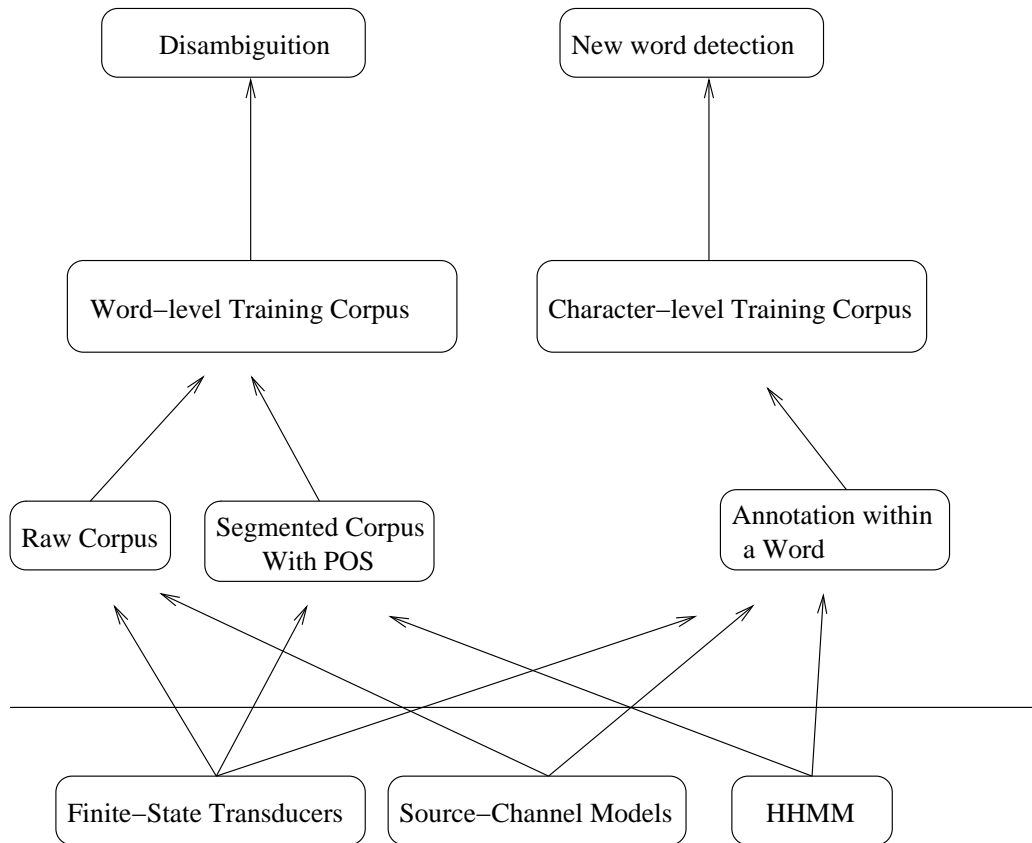 Disambiguition
New word detection
Word−level Training Corpus
Character−level Training Corpus
Raw Corpus
Segmented Corpus
With POS
Annotation within
a Word
Finite−State Transducers
Source−Channel Models
HHMM